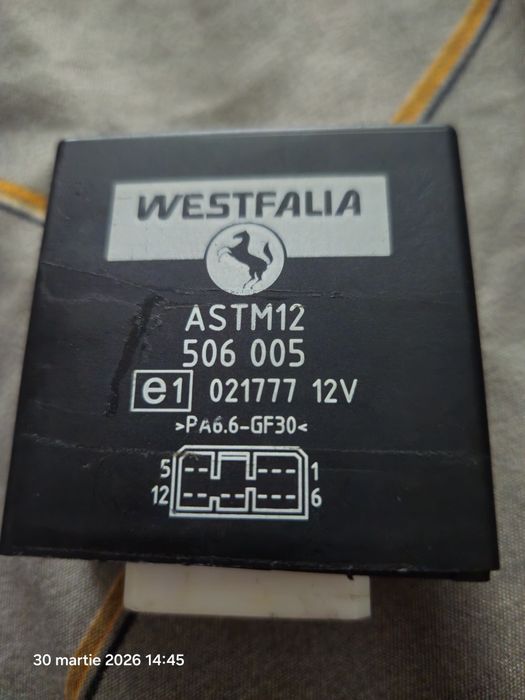 WESTFALIA
ASTM12
506 005
e1 021777 12V
>PA6.6-GF30<
5 1
12 6
30 martie 2026 14:45